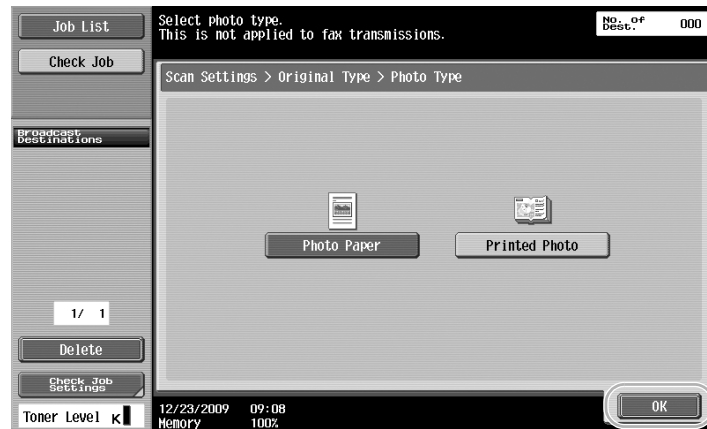 Job List
Check Job
Select photo type.
This is not applied to fax transmissions.
No. of
Dest.
000
Scan Settings > Original Type > Photo Type
Broadcast
Destinations
Photo Paper
Printed Photo
1/ 1
Delete
Check Job
Settings
Toner Level K
12/23/2009 09:08
Memory 100%
OK